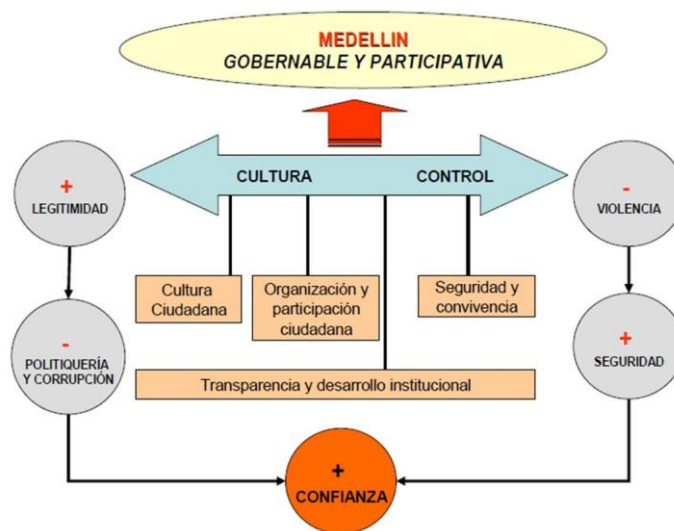 MEDELLIN
GOBERNABLE Y PARTICIPATIVA
CULTURA
CONTROL
+
LEGITIMIDAD
-
VIOLENCIA
Cultura
Ciudadana
Organización y
participación
ciudadana
Seguridad y
convivencia
-
POLITIQUERÍA
Y CORRUPCIÓN
+
SEGURIDAD
Transparencia y desarrollo institucional
+
CONFIANZA